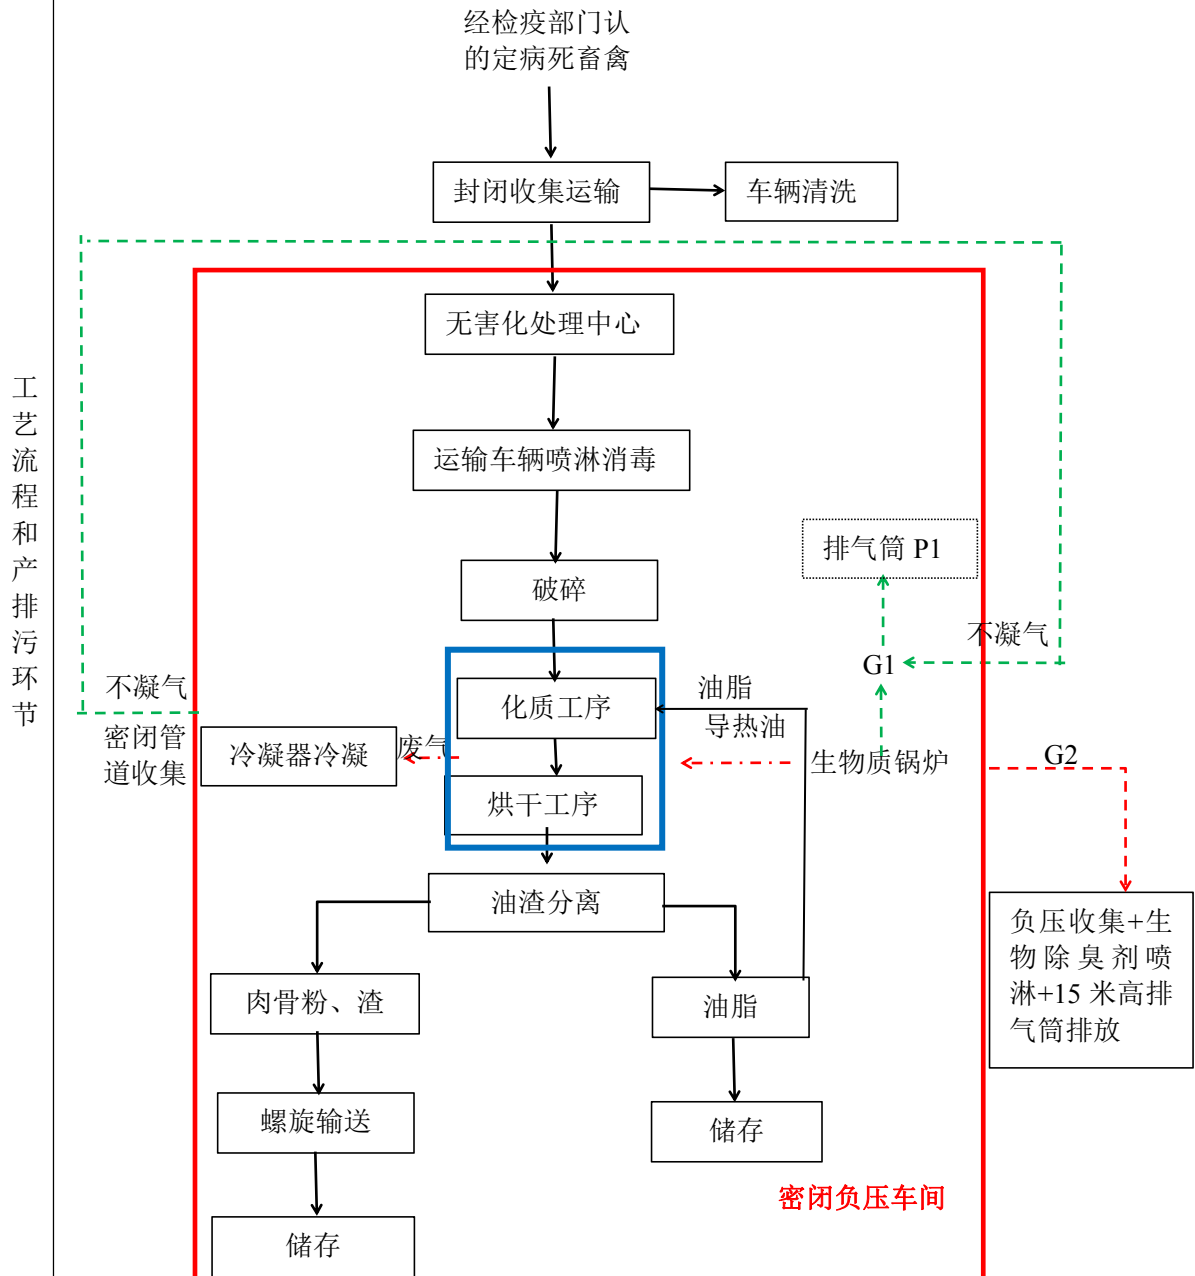 经检疫部门认
的定病死畜禽
封闭收集运输
车辆清洗
无害化处理中心
运输车辆喷淋消毒
工
艺
流
程
和
产
排
污
环
节
排气筒 P1
破碎
不凝气
G1
不凝气
密闭管
道收集
化质工序
油脂
导热油
冷凝器冷凝
废气
生物质锅炉
G2
烘干工序
油渣分离
负压收集+生
物除臭剂喷
淋+15 米高排
气筒排放
肉骨粉、渣
油脂
螺旋输送
储存
密闭负压车间
储存